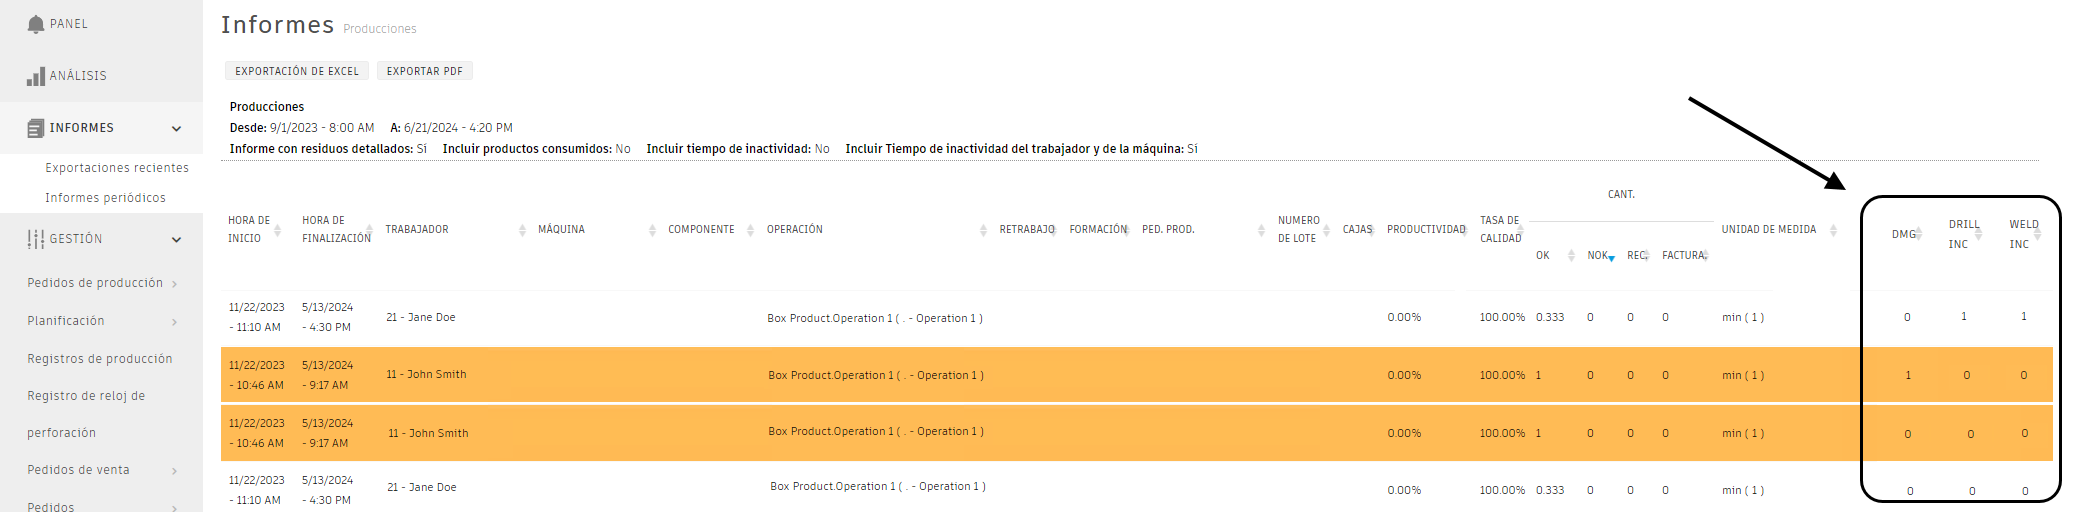 PANEL
ANÁLISIS
INFORMES
Exportaciones recientes
Informes periódicos
GESTIÓN
Pedidos de producción
Planificación
Registros de producción
Registro de reloj de
perforación
Pedidos de venta
Pedidos
Informes Producciones
EXPORTACIÓN DE EXCEL EXPORTAR PDF
Producciones
Desde: 9/1/2023 - 8:00 AM A: 6/21/2024 - 4:20 PM
Informe con residuos detallados: Sí Incluir productos consumidos: No Incluir tiempo de inactividad: No Incluir Tiempo de inactividad del trabajador y de la máquina: Sí
CANT.
HORA DE INICIO HORA DE FINALIZACIÓN TRABAJADOR MÁQUINA COMPONENTE OPERACIÓN RETRABAJO FORMACIÓN PED. PROD. NUMERO DE LOTE CAJAS PRODUCTIVIDAD TASA DE CALIDAD OK NOK REC. FACTURA. UNIDAD DE MEDIDA DMG DRILL INC WELD INC
11/22/2023 - 11:10 AM 5/13/2024 - 4:30 PM 21 - Jane Doe Box Product.Operation 1 ( . - Operation 1 ) 0.00% 100.00% 0.333 0 0 0 min ( 1 ) 0 1 1
11/22/2023 - 10:46 AM 5/13/2024 - 9:17 AM 11 - John Smith Box Product.Operation 1 ( . - Operation 1 ) 0.00% 100.00% 1 0 0 0 min ( 1 ) 1 0 0
11/22/2023 - 10:46 AM 5/13/2024 - 9:17 AM 11 - John Smith Box Product.Operation 1 ( . - Operation 1 ) 0.00% 100.00% 1 0 0 0 min ( 1 ) 0 0 0
11/22/2023 - 11:10 AM 5/13/2024 - 4:30 PM 21 - Jane Doe Box Product.Operation 1 ( . - Operation 1 ) 0.00% 100.00% 0.333 0 0 0 min ( 1 ) 0 0 0